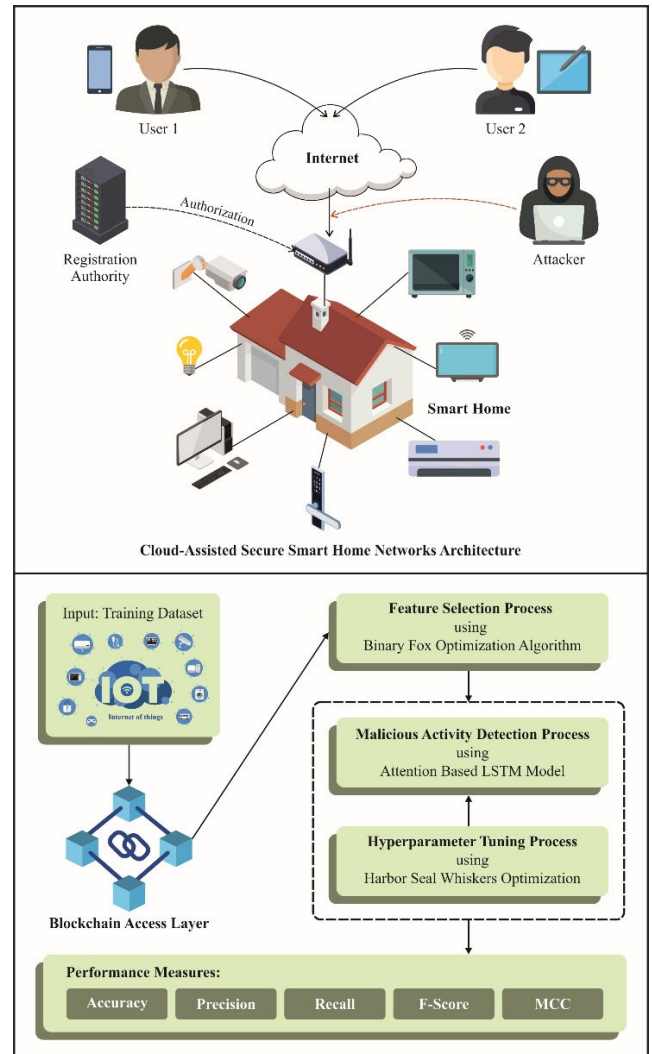 User 1
User 2
Internet
Authorization
Registration
Authority
Attacker
Smart Home
Cloud-Assisted Secure Smart Home Networks Architecture
Input: Training Dataset
IOT
Internet of things
Blockchain Access Layer
Feature Selection Process
using
Binary Fox Optimization Algorithm
Malicious Activity Detection Process
using
Attention Based LSTM Model
Hyperparameter Tuning Process
using
Harbor Seal Whiskers Optimization
Performance Measures:
Accuracy
Precision
Recall
F-Score
MCC